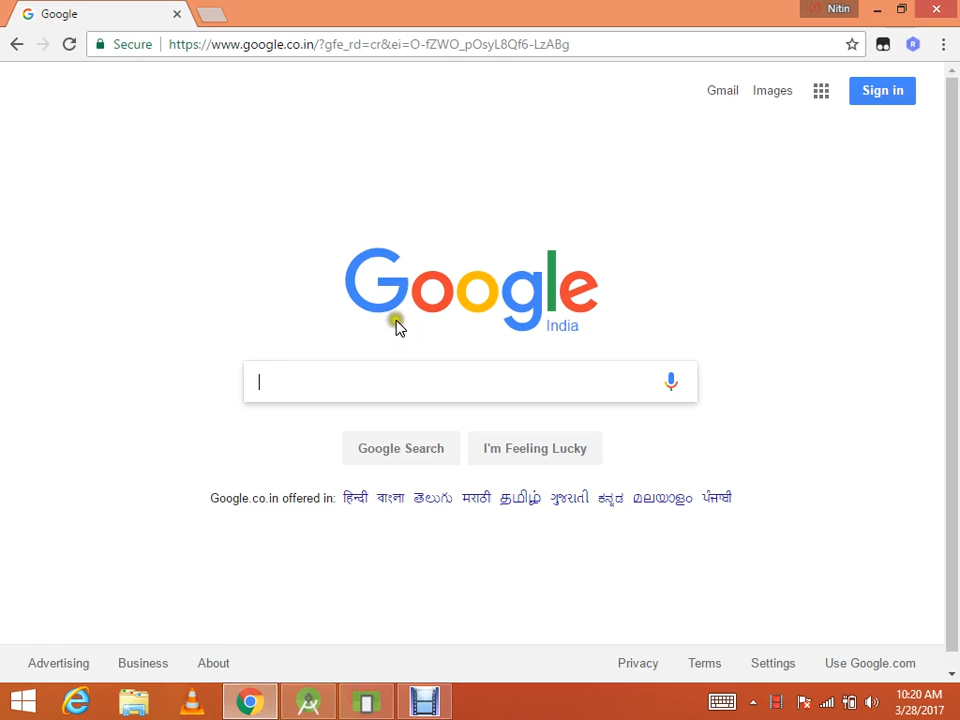 Google
Nitin
Secure
https://www.google.co.in/?gfe_rd=cr&ei=O-fZWO_pOsyL8Qf6-LzABg
Gmail Images Sign in
Google
India
Google Search I'm Feeling Lucky
Google.co.in offered in: हिन्दी বাংলা తెలుగు मराठी தமிழ் ગુજરાતી ಕನ್ನಡ മലയാളം ਪੰਜਾਬੀ
Advertising Business About Privacy Terms Settings Use Google.com
10:20 AM
3/28/2017